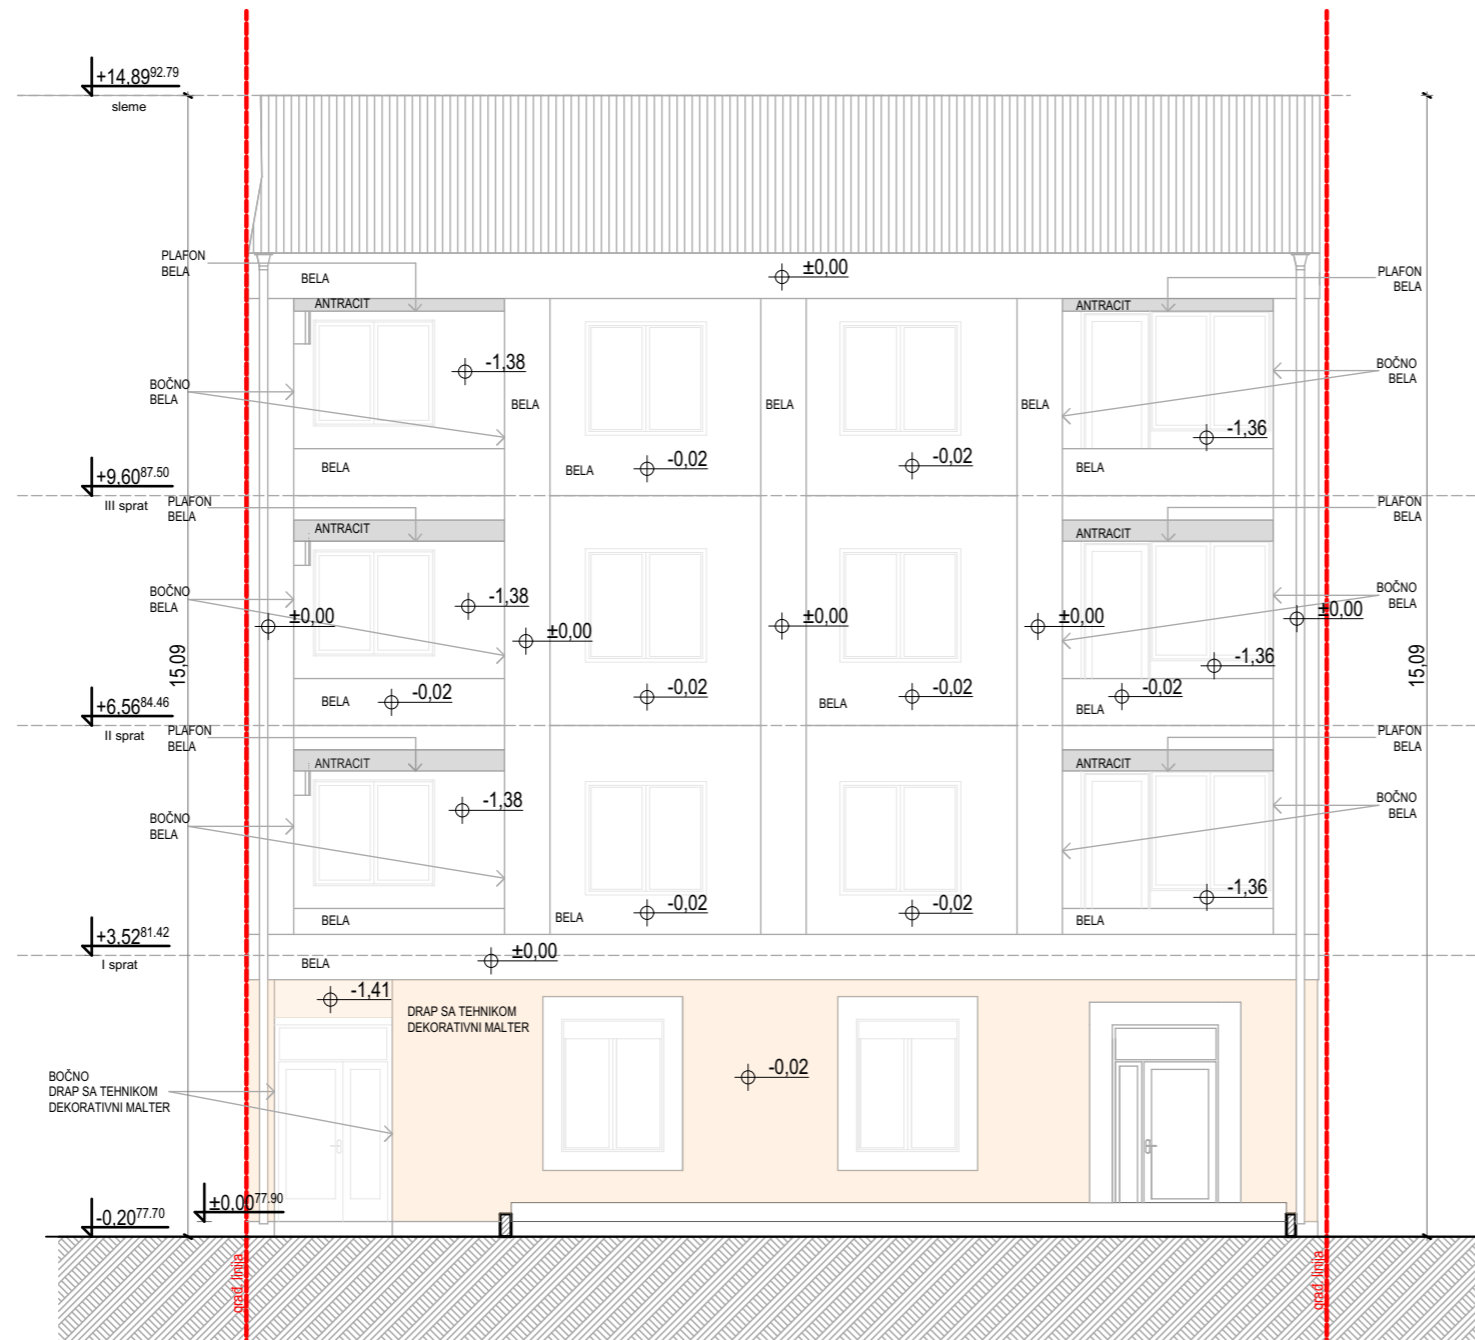 +14,89 92.79
sleme
PLAFON
BELA
BELA
±0,00
PLAFON
BELA
ANTRACIT
ANTRACIT
-1,38
BOČNO
BELA
BELA
BELA
BELA
BOČNO
BELA
-1,36
BELA
BELA
-0,02
-0,02
BELA
+9,60 87.50
III sprat
PLAFON
BELA
PLAFON
BELA
ANTRACIT
ANTRACIT
BOČNO
BELA
-1,38
BOČNO
BELA
±0,00
±0,00
±0,00
±0,00
±0,00
15,09
15,09
-1,36
BELA
-0,02
-0,02
-0,02
BELA
-0,02
BELA
+6,56 84.46
II sprat
PLAFON
BELA
PLAFON
BELA
ANTRACIT
ANTRACIT
-1,38
BOČNO
BELA
BOČNO
BELA
-1,36
BELA
BELA
-0,02
-0,02
BELA
+3,52 81.42
I sprat
BELA
±0,00
-1,41
DRAP SA TEHNIKOM
DEKORATIVNI MALTER
-0,02
BOČNO
DRAP SA TEHNIKOM
DEKORATIVNI MALTER
±0,00 77.90
-0,20 77.70
građ. linija
građ. linija